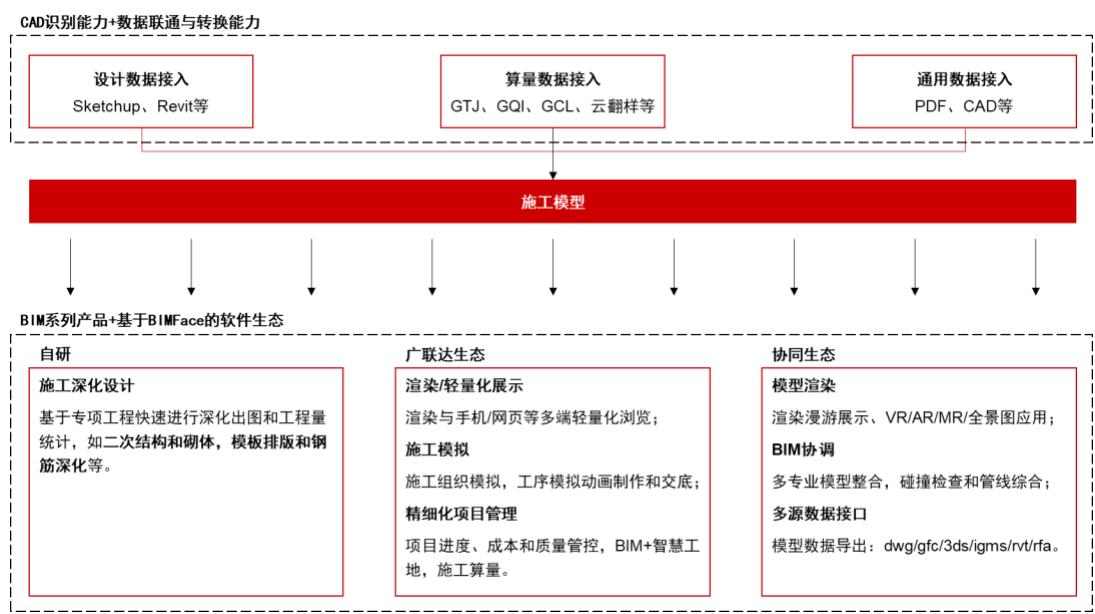 CAD识别能力+数据联通与转换能力
设计数据接入
Sketchup、Revit等
算量数据接入
GTJ、GQI、GCL、云翻样等
通用数据接入
PDF、CAD等
施工模型
BIM系列产品+基于BIMFace的软件生态
自研
施工深化设计
基于专项工程快速进行深化出图和工程量
统计，如二次结构和砌体，模板排版和钢
筋深化等。
广联达生态
渲染/轻量化展示
渲染与手机/网页等多端轻量化浏览；
施工模拟
施工组织模拟，工序模拟动画制作和交底；
精细化项目管理
项目进度、成本和质量管控，BIM+智慧工
地，施工算量。
协同生态
模型渲染
渲染漫游展示、VR/AR/MR/全景图应用；
BIM协调
多专业模型整合，碰撞检查和管线综合；
多源数据接口
模型数据导出：dwg/gfc/3ds/igms/rvt/rfa。